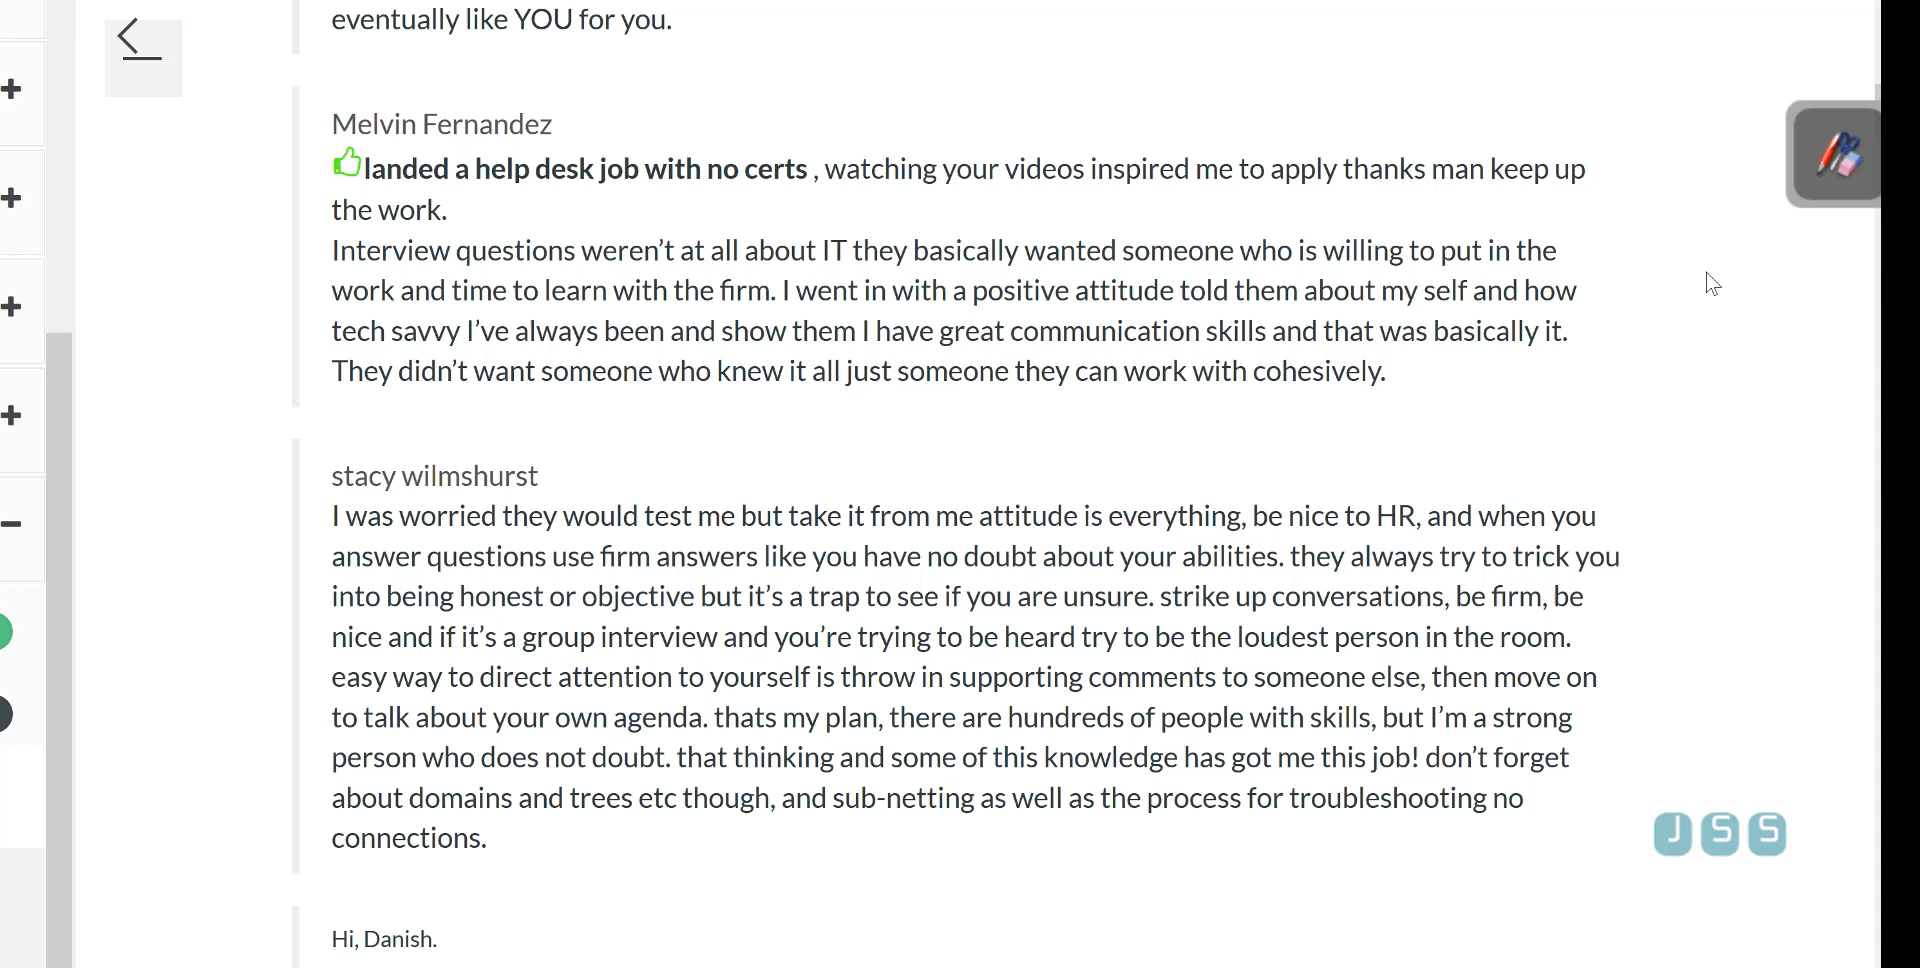 eventually like YOU for you.
Melvin Fernandez
landed a help desk job with no certs , watching your videos inspired me to apply thanks man keep up
the work.
Interview questions weren’t at all about IT they basically wanted someone who is willing to put in the
work and time to learn with the firm. I went in with a positive attitude told them about my self and how
tech savvy I’ve always been and show them I have great communication skills and that was basically it.
They didn’t want someone who knew it all just someone they can work with cohesively.
stacy wilmshurst
I was worried they would test me but take it from me attitude is everything, be nice to HR, and when you
answer questions use firm answers like you have no doubt about your abilities. they always try to trick you
into being honest or objective but it’s a trap to see if you are unsure. strike up conversations, be firm, be
nice and if it’s a group interview and you’re trying to be heard try to be the loudest person in the room.
easy way to direct attention to yourself is throw in supporting comments to someone else, then move on
to talk about your own agenda. thats my plan, there are hundreds of people with skills, but I’m a strong
person who does not doubt. that thinking and some of this knowledge has got me this job! don’t forget
about domains and trees etc though, and sub-netting as well as the process for troubleshooting no
connections.
JSS
Hi, Danish.